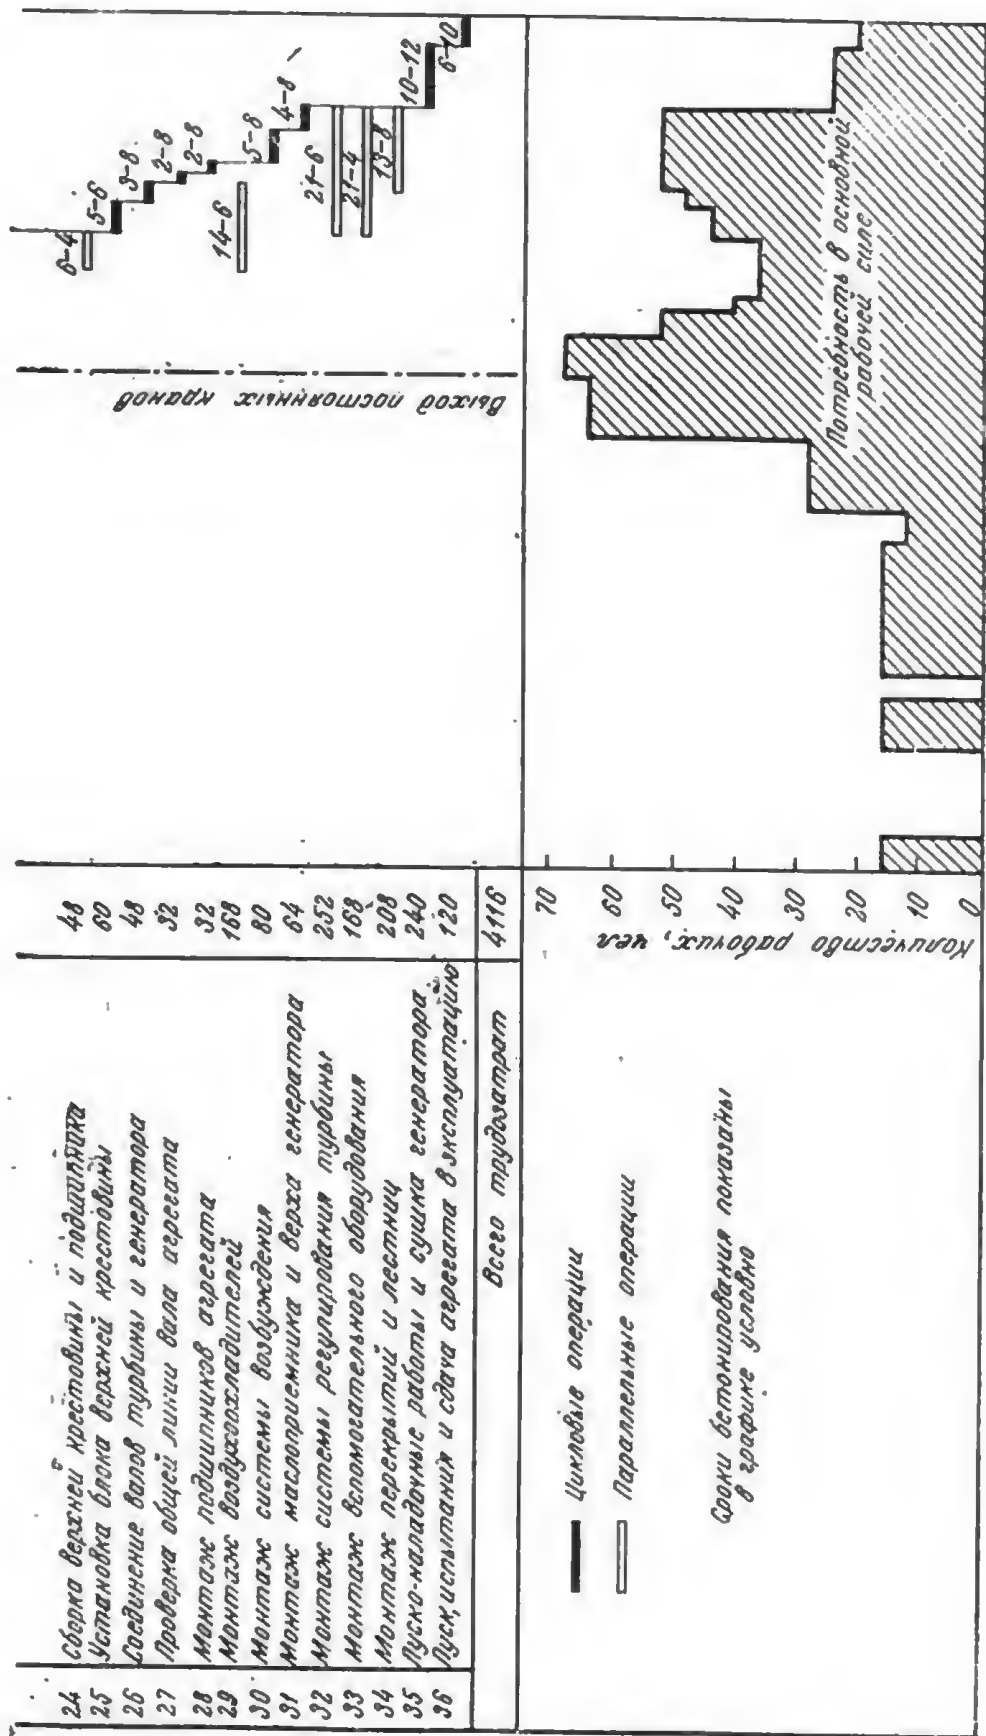 24 Сборка верхней крестовины и подшипника 48 6–4
25 Установка блока верхней крестовины 60 5–6
26 Соединение валов турбины и генератора 48 3–8
27 Проверка общей линии вала агрегата 32 2–8
28 Монтаж подшипников агрегата 32 2–8
29 Монтаж воздухоохладителей 168 14–6
30 Монтаж системы возбуждения 80 5–8
31 Монтаж маслоприемника и верха генератора 64 4–8
32 Монтаж системы регулирования турбины 252 21–6
33 Монтаж вспомогательного оборудования 168 21–4
34 Монтаж перекрытий и лестниц 208 13–8
35 Пуско-наладочные работы и сушка генератора 240 10–12
36 Пуск, испытания и сдача агрегата в эксплуатацию 120 6–10
Всего трудозатрат 4116
Выход постоянных кранов
Цикловые операции
Параллельные операции
Сроки бетонирования показаны
в графике условно
Количество рабочих, чел
70
60
50
40
30
20
10
0
Потребность в основной
рабочей силе